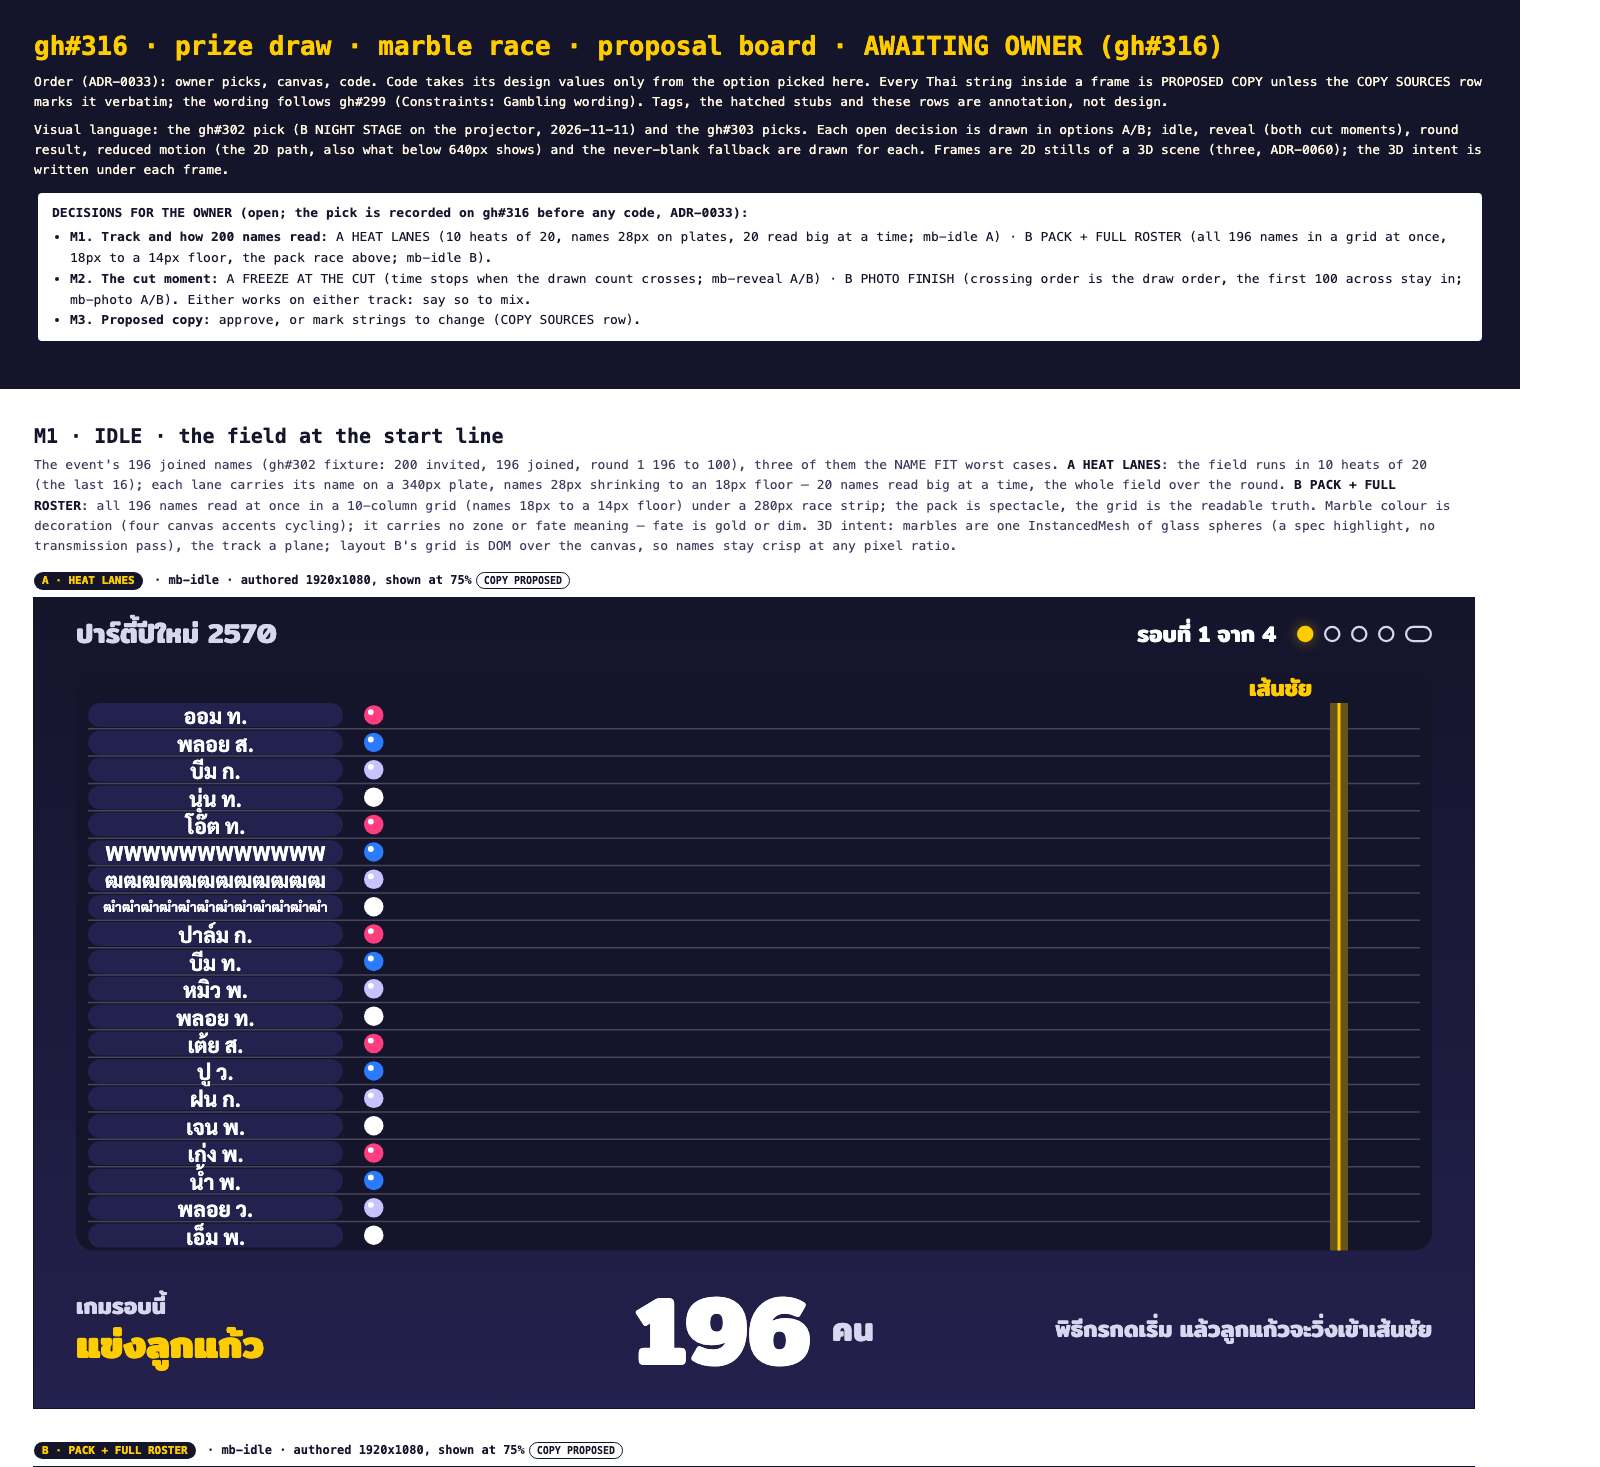 gh#316 · prize draw · marble race · proposal board · AWAITING OWNER (gh#316)
Order (ADR-0033): owner picks, canvas, code. Code takes its design values only from the option picked here. Every Thai string inside a frame is PROPOSED COPY unless the COPY SOURCES row
marks it verbatim; the wording follows gh#299 (Constraints: Gambling wording). Tags, the hatched stubs and these rows are annotation, not design.
Visual language: the gh#302 pick (B NIGHT STAGE on the projector, 2026-11-11) and the gh#303 picks. Each open decision is drawn in options A/B; idle, reveal (both cut moments), round
result, reduced motion (the 2D path, also what below 640px shows) and the never-blank fallback are drawn for each. Frames are 2D stills of a 3D scene (three, ADR-0060); the 3D intent is
written under each frame.
DECISIONS FOR THE OWNER (open; the pick is recorded on gh#316 before any code, ADR-0033):
• M1. Track and how 200 names read: A HEAT LANES (10 heats of 20, names 28px on plates, 20 read big at a time; mb-idle A) · B PACK + FULL ROSTER (all 196 names in a grid at once,
18px to a 14px floor, the pack race above; mb-idle B).
• M2. The cut moment: A FREEZE AT THE CUT (time stops when the drawn count crosses; mb-reveal A/B) · B PHOTO FINISH (crossing order is the draw order, the first 100 across stay in;
mb-photo A/B). Either works on either track: say so to mix.
• M3. Proposed copy: approve, or mark strings to change (COPY SOURCES row).
M1 · IDLE · the field at the start line
The event's 196 joined names (gh#302 fixture: 200 invited, 196 joined, round 1 196 to 100), three of them the NAME FIT worst cases. A HEAT LANES: the field runs in 10 heats of 20
(the last 16); each lane carries its name on a 340px plate, names 28px shrinking to an 18px floor — 20 names read big at a time, the whole field over the round. B PACK + FULL
ROSTER: all 196 names read at once in a 10-column grid (names 18px to a 14px floor) under a 280px race strip; the pack is spectacle, the grid is the readable truth. Marble colour is
decoration (four canvas accents cycling); it carries no zone or fate meaning — fate is gold or dim. 3D intent: marbles are one InstancedMesh of glass spheres (a spec highlight, no
transmission pass), the track a plane; layout B's grid is DOM over the canvas, so names stay crisp at any pixel ratio.
A · HEAT LANES · mb-idle · authored 1920x1080, shown at 75% COPY PROPOSED
ปาร์ตี้ปีใหม่ 2570
รอบที่ 1 จาก 4
เส้นชัย
ออม ท.
พลอย ส.
บีม ก.
นุ่น ท.
โอ๊ต ท.
WWWWWWWWWWWW
ฒฒฒฒฒฒฒฒฒฒฒฒ
ฒำฒำฒำฒำฒำฒำฒำฒำฒำฒำฒำฒำ
ปาล์ม ก.
บีม ท.
หมิว พ.
พลอย ท.
เต้ย ส.
ปู ว.
ฝน ก.
เจน พ.
เก่ง พ.
น้ำ พ.
พลอย ว.
เอ็ม พ.
เกมรอบนี้
แข่งลูกแก้ว
196 คน
พิธีกรกดเริ่ม แล้วลูกแก้วจะวิ่งเข้าเส้นชัย
B · PACK + FULL ROSTER · mb-idle · authored 1920x1080, shown at 75% COPY PROPOSED